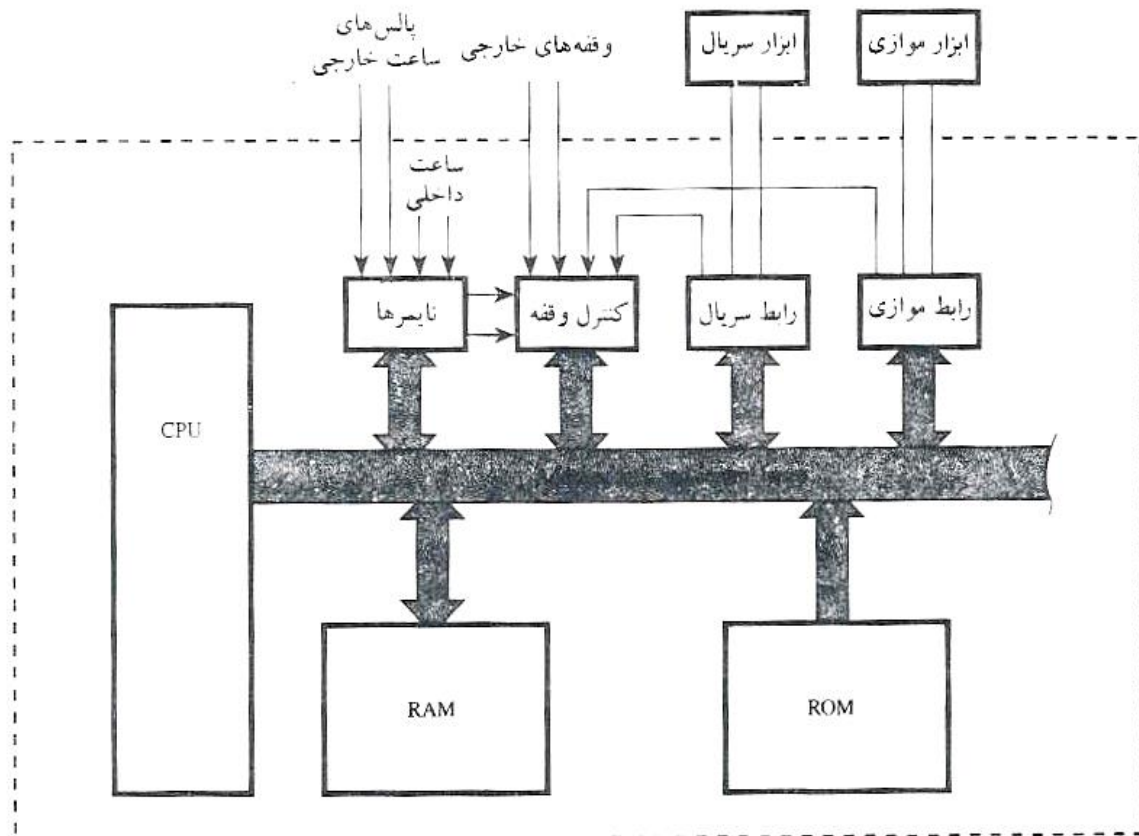 پالس‌های
ساعت خارجی
وقفه‌های خارجی
ابزار سریال
ابزار موازی
ساعت
داخلی
تایمرها
کنترل وقفه
رابط سریال
رابط موازی
CPU
RAM
ROM